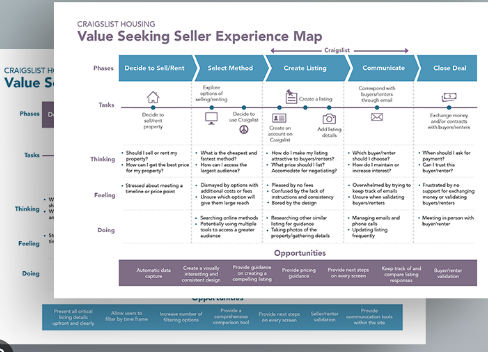 CRAIGSLIST HOUSING
Value Seeking Seller Experience Map
Craigslist
Phases
Decide to Sell/Rent
Select Method
Create Listing
Communicate
Close Deal
Tasks
Decide to
sell/rent
property
Explore
options of
selling/renting
Decide to
use Craigslist
Create a listing
Create an
account on
Craigslist
Add listing
details
Correspond with
buyers/renters
through email
Exchange money
and/or contracts
with buyers/renters
Thinking
• Should I sell or rent my
property?
• How can I get the best price
for my property?
• What is the cheapest and
fastest method?
• How can I access the
largest audience?
• How do I make my listing
attractive to buyers/renters?
• What price should I list?
Accomodate for negotiating?
• Which buyer/renter
should I choose?
• How do I maintain or
increase interest?
• When should I ask for
payment?
• Can I trust this
buyer/renter?
Feeling
• Stressed about meeting a
timeline or price point
• Dismayed by options with
additional costs or fees
• Unsure which option will
give them large reach
• Pleased by no fees
• Confused by the lack of
instructions and consistency
• Bored by the design
• Overwhelmed by trying to
keep track of emails
• Unsure when validating
buyers/renters
• Frustrated by no
support for exchanging
money or validating
buyers/renters
Doing
• Searching online methods
• Potentially using multiple
tools to access a greater
audience
• Researching other similar
listing for guidance
• Taking photos of the
property/gathering details
• Managing emails and
phone calls
• Updating listing
frequently
• Meeting in person with
buyer/renter
Opportunities
Automatic data
capture
Create a visually
interesting and
consistent design
Provide guidance
on creating a
compelling listing
Provide pricing
guidance
Provide next steps
on every screen
Keep track of and
compare listing
responses
Buyer/renter
validation
CRAIGSLIST H
Value S
Phases
Tasks
Thinking
Feeling
Doing
Opportunities
Present all critical
listing details
upfront and clearly
Allow users to
filter by time frame
Increase number of
filtering options
Provide a
comprehensive
comparison tool
Provide next steps
on every screen
Seller/renter
validation
Provide
communication tools
within the site